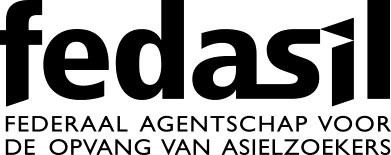 fedasil
FEDERAAL AGENTSCHAP VOOR
DE OPVANG VAN ASIELZOEKERS